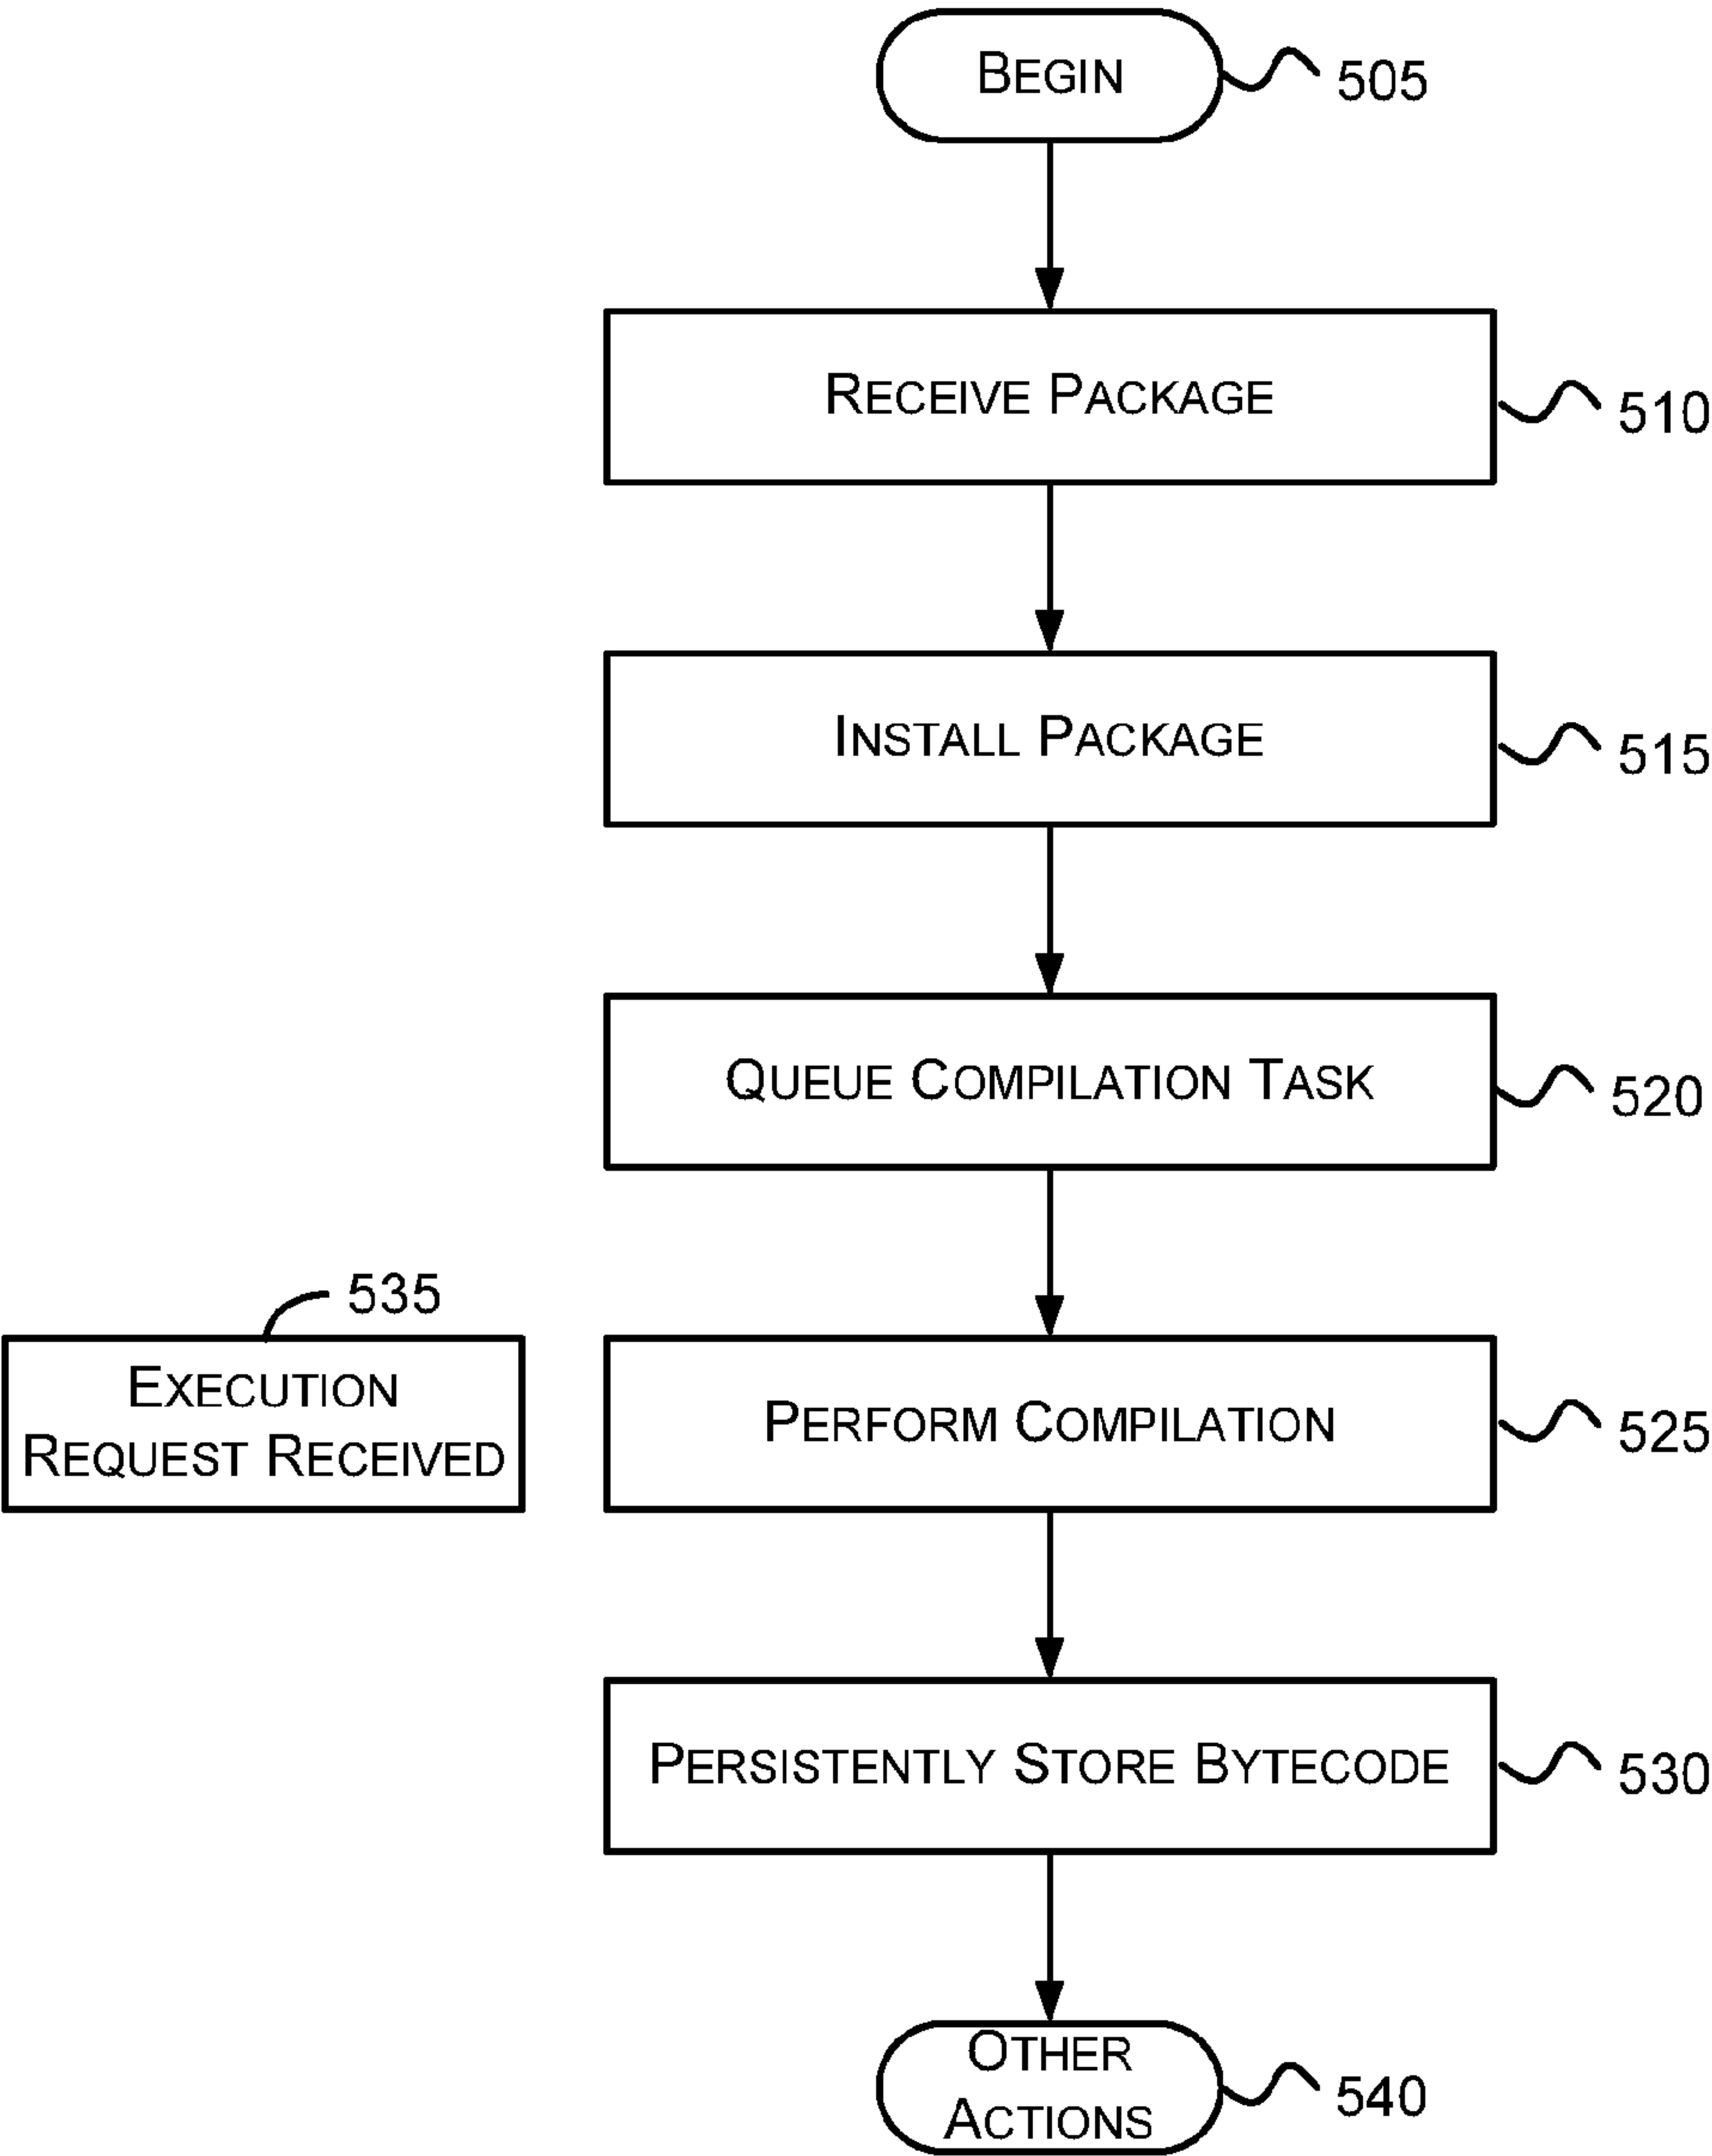 BEGIN
505
RECEIVE PACKAGE
510
INSTALL PACKAGE
515
QUEUE COMPILATION TASK
520
535
EXECUTION
REQUEST RECEIVED
PERFORM COMPILATION
525
PERSISTENTLY STORE BYTECODE
530
OTHER
ACTIONS
540